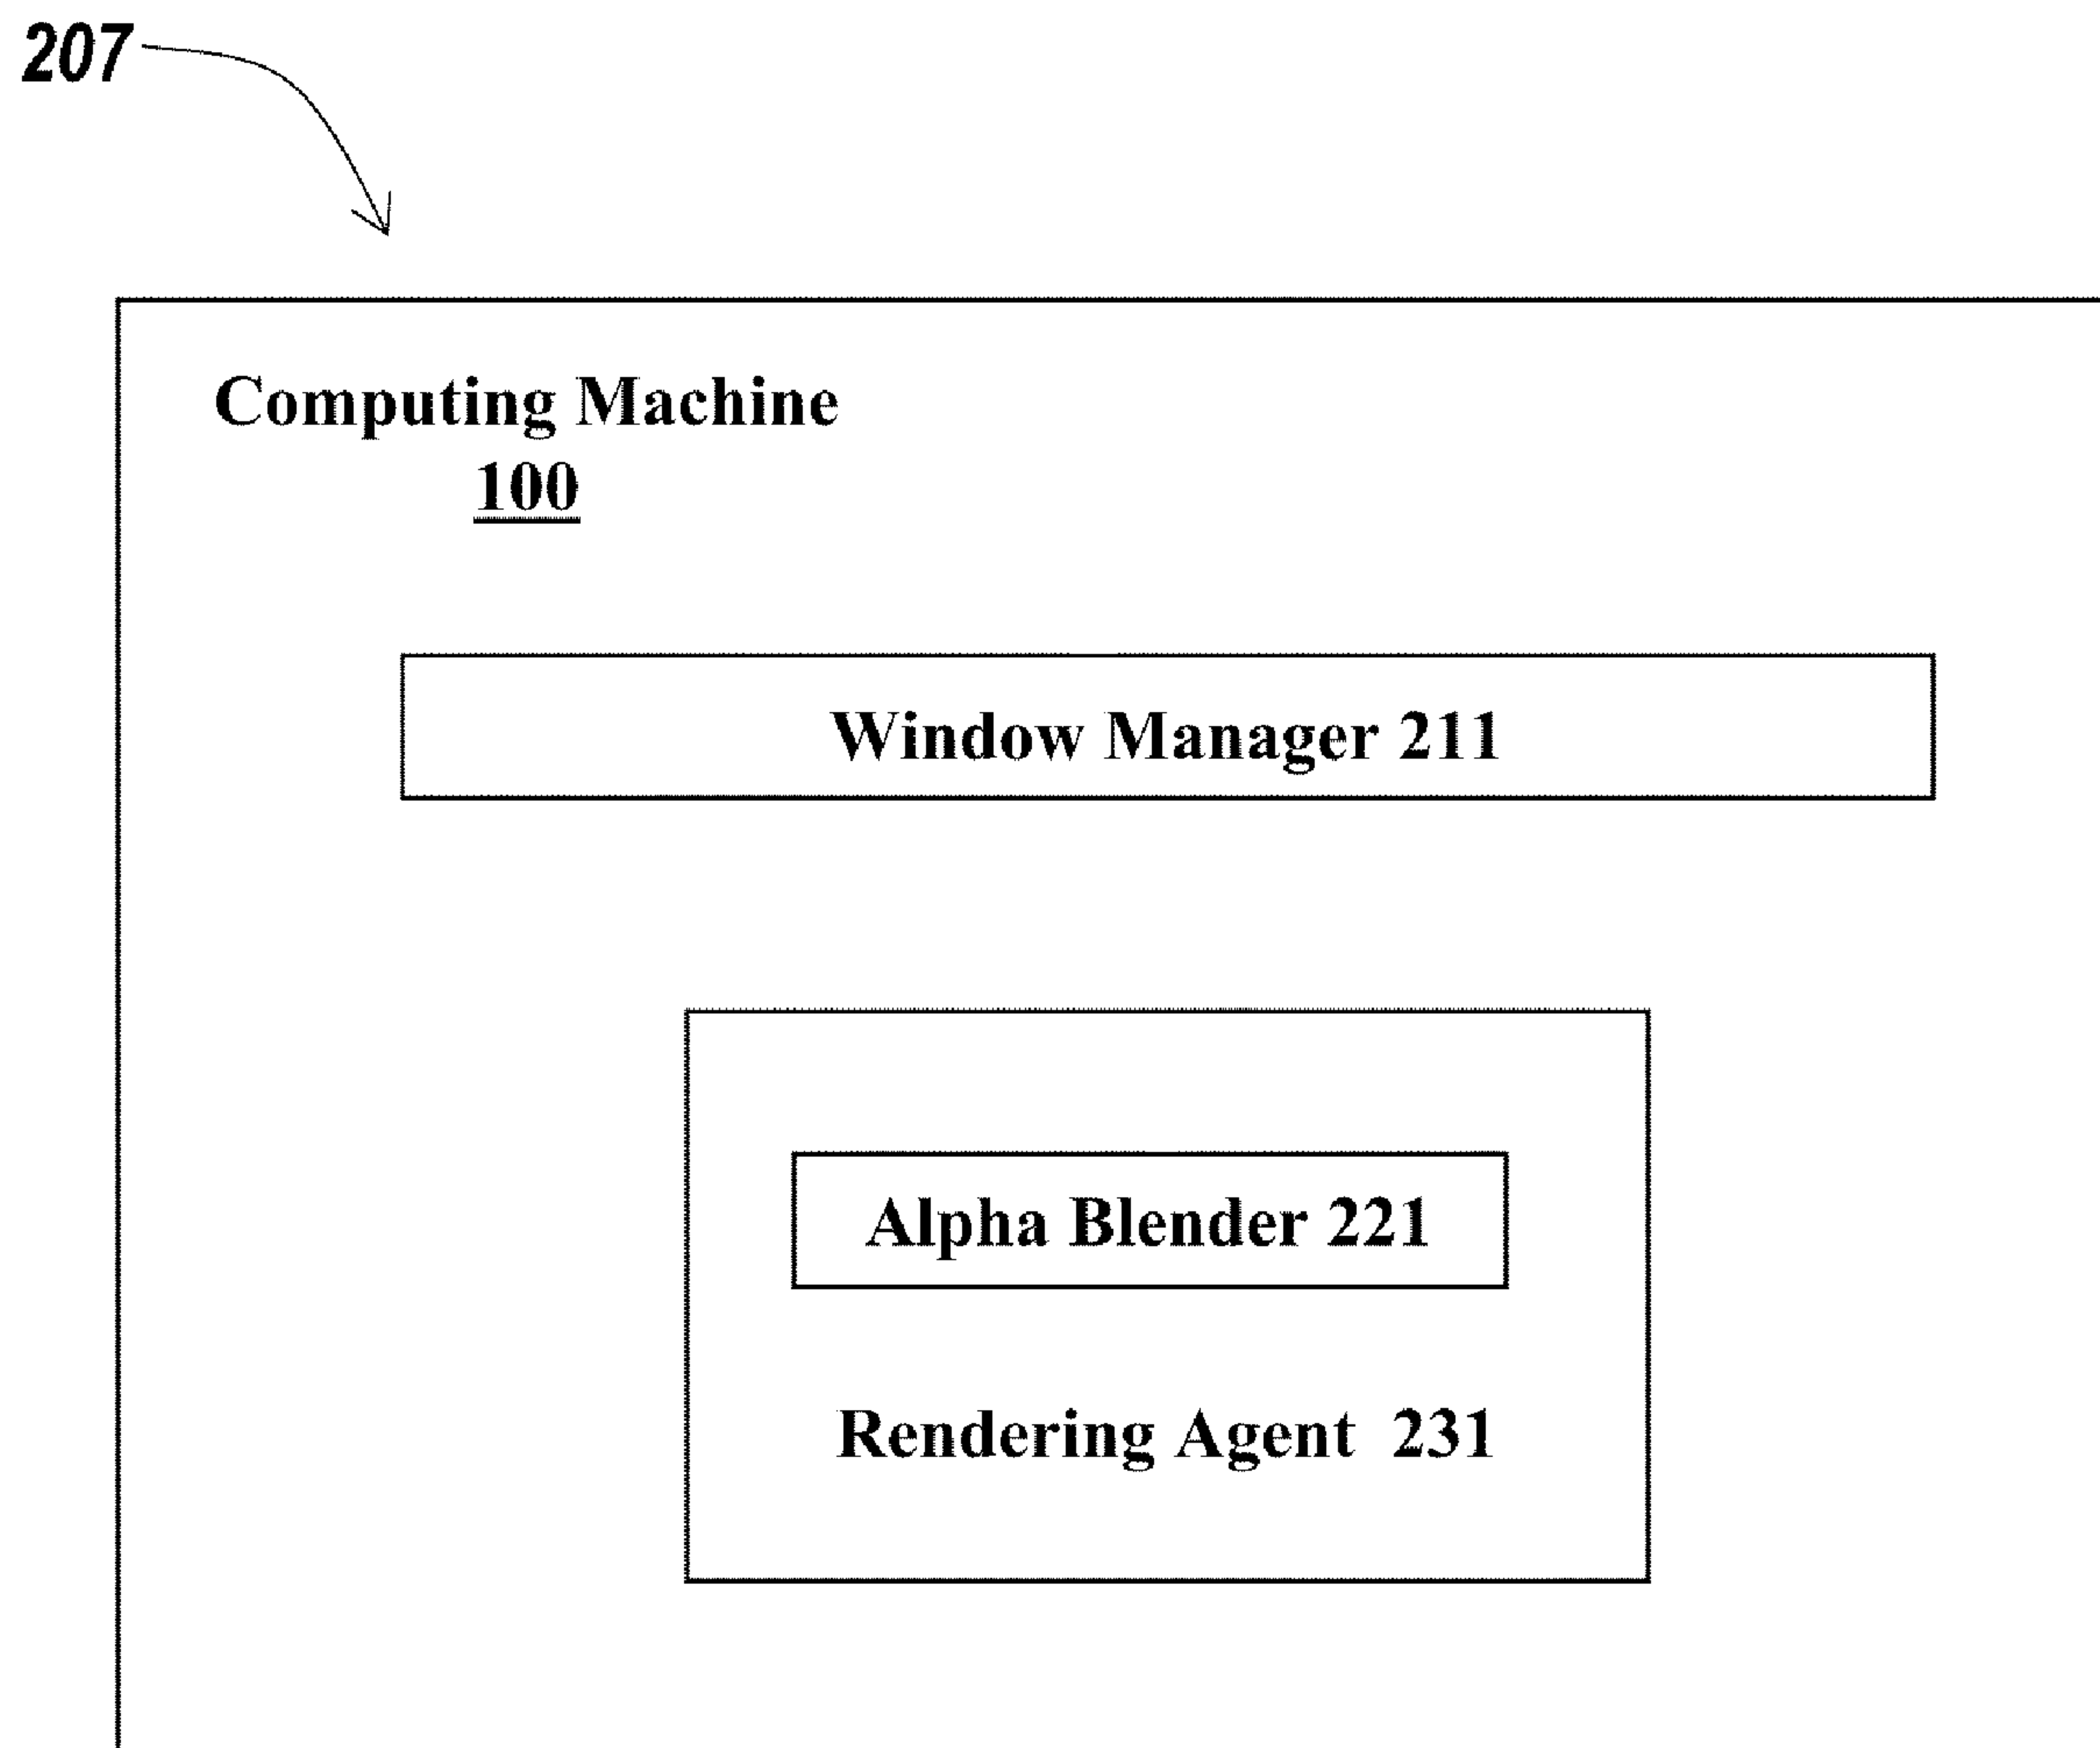 207
Computing Machine
100
Window Manager 211
Alpha Blender 221
Rendering Agent 231